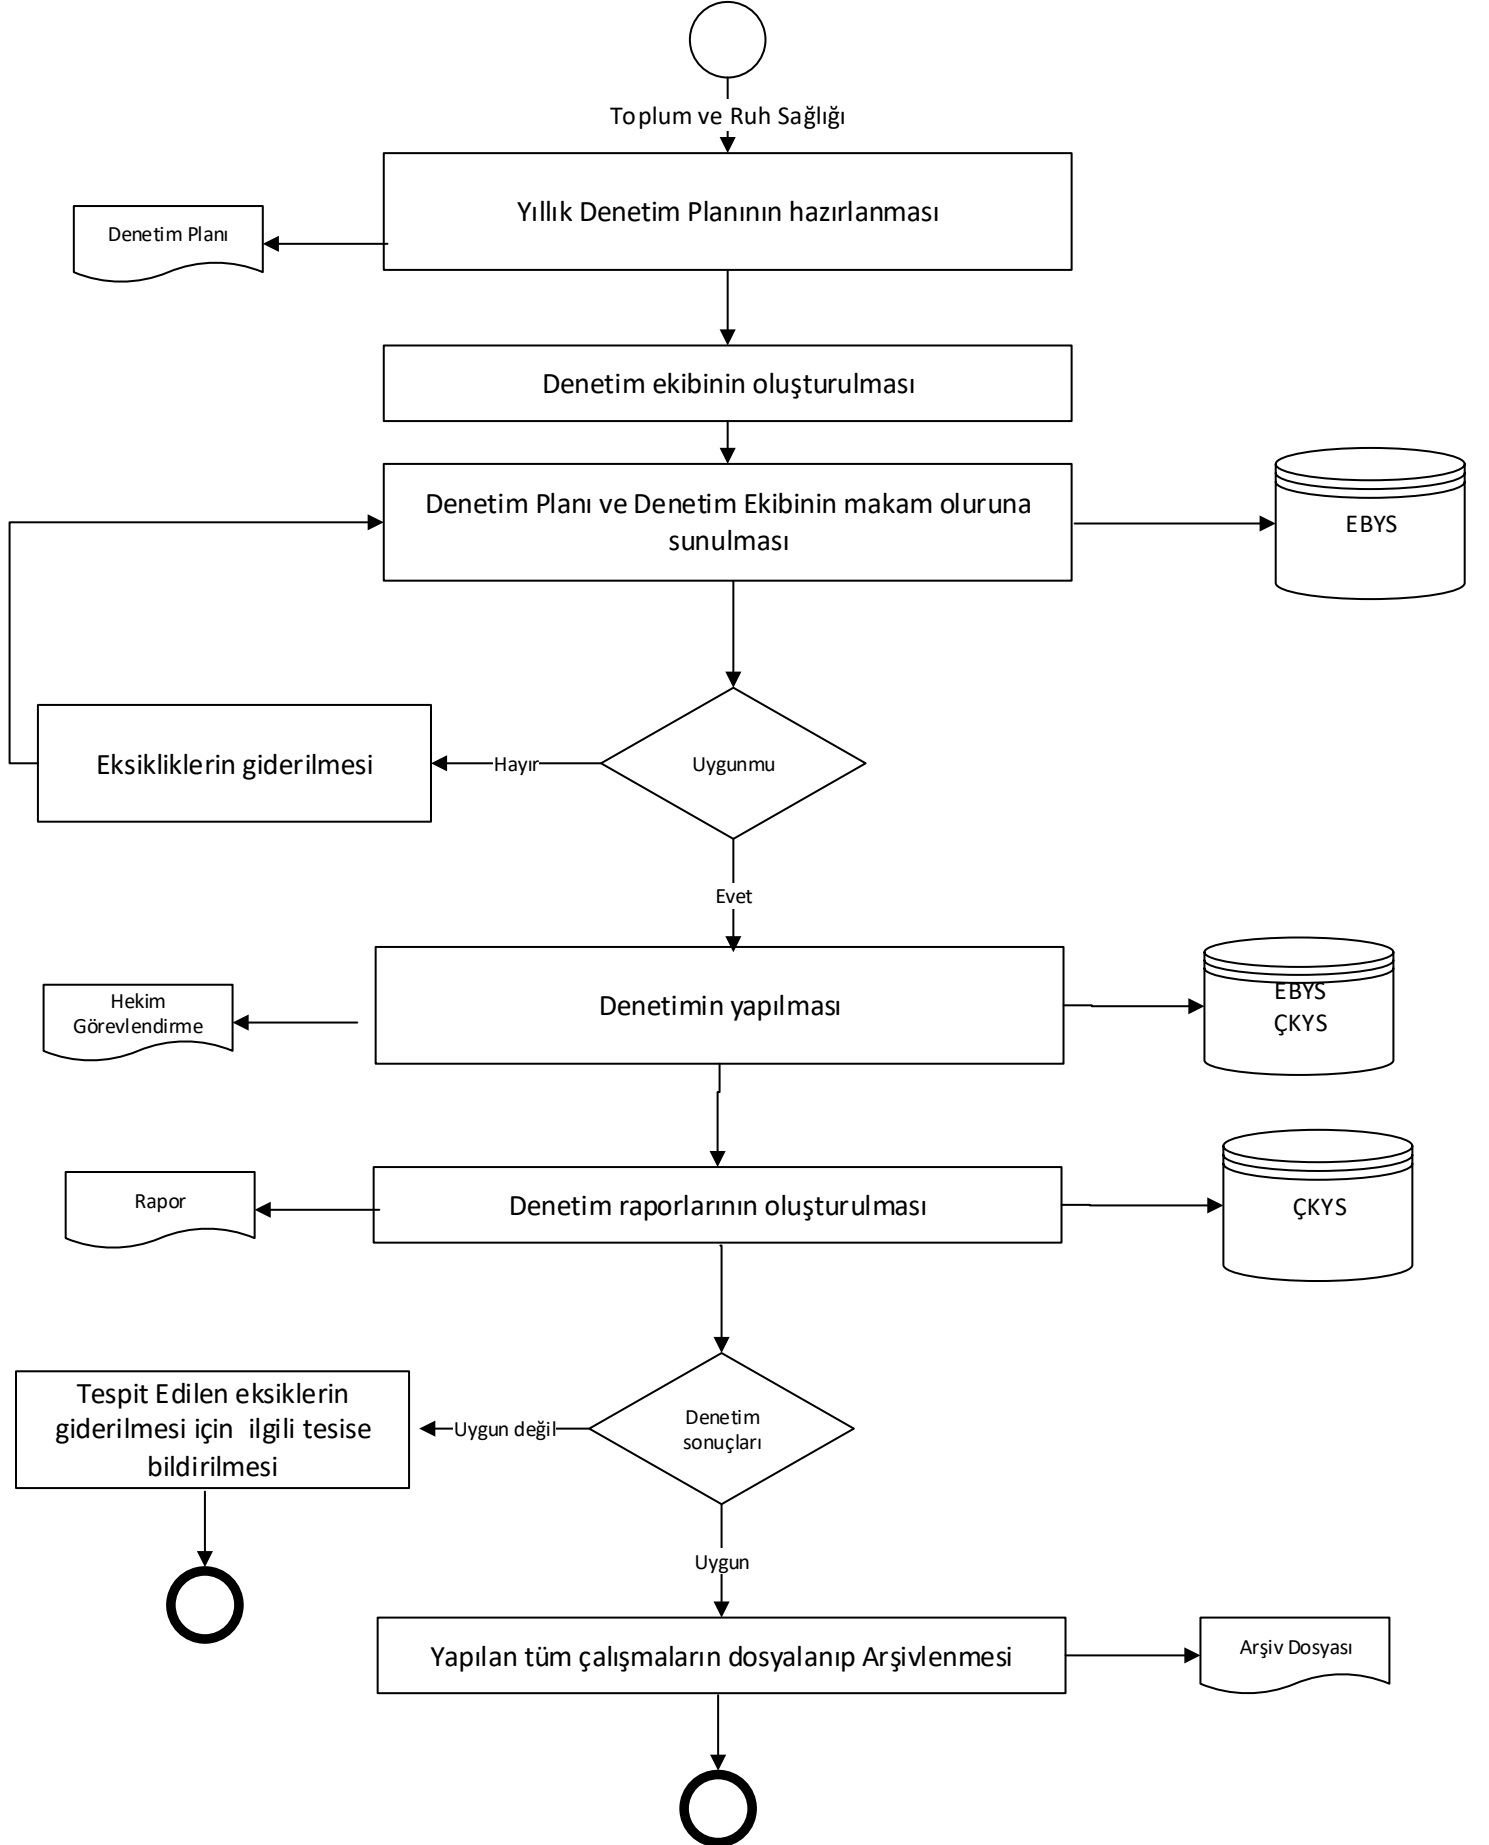 Toplum ve Ruh Sağlığı
Yıllık Denetim Planının hazırlanması
Denetim Planı
Denetim ekibinin oluşturulması
Denetim Planı ve Denetim Ekibinin makam oluruna
sunulması
EBYS
Eksikliklerin giderilmesi
Hayır
Uygunmu
Evet
Hekim
Görevlendirme
Denetimin yapılması
EBYS
ÇKYS
Rapor
Denetim raporlarının oluşturulması
ÇKYS
Tespit Edilen eksiklerin
giderilmesi için  ilgili tesise
bildirilmesi
Uygun değil
Denetim
sonuçları
Uygun
Yapılan tüm çalışmaların dosyalanıp Arşivlenmesi
Arşiv Dosyası